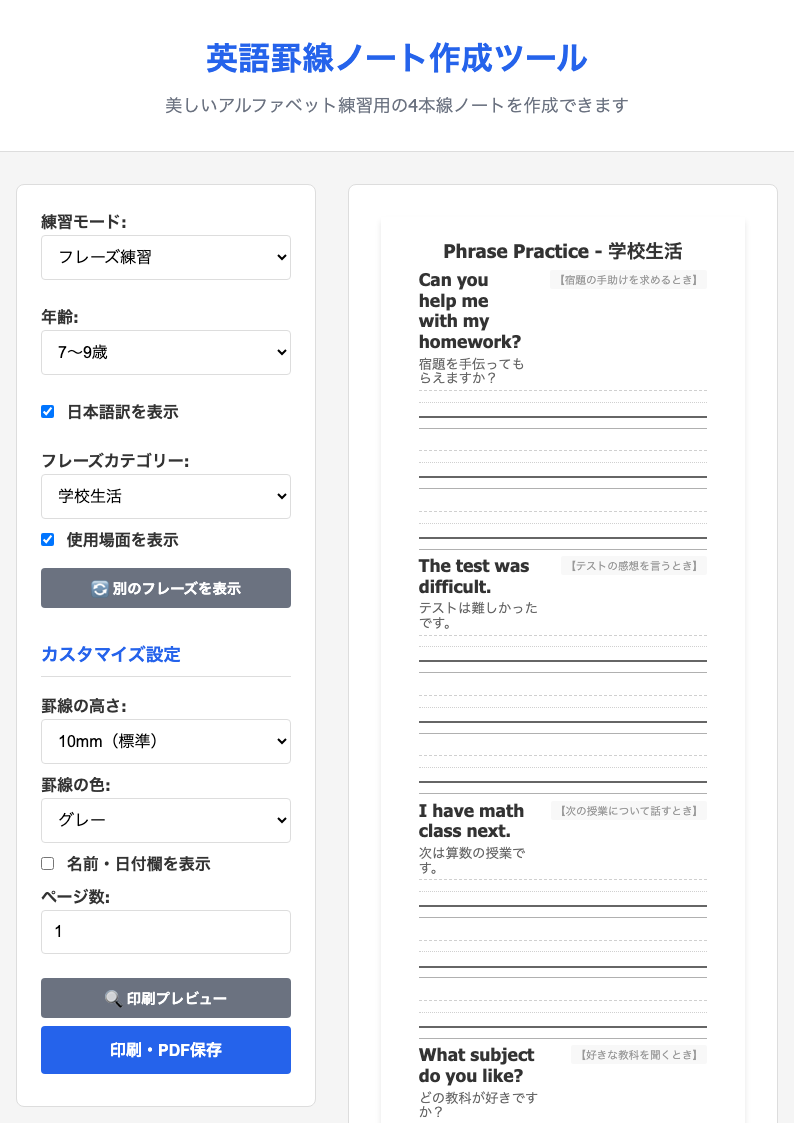 英語罫線ノート作成ツール
美しいアルファベット練習用の4本線ノートを作成できます
練習モード:
フレーズ練習
年齢:
7〜9歳
日本語訳を表示
フレーズカテゴリー:
学校生活
使用場面を表示
🔄 別のフレーズを表示
カスタマイズ設定
罫線の高さ:
10mm（標準）
罫線の色:
グレー
名前・日付欄を表示
ページ数:
1
🔍 印刷プレビュー
印刷・PDF保存
Phrase Practice - 学校生活
Can you
help me
with my
homework?
【宿題の手助けを求めるとき】
宿題を手伝っても
らえますか？
The test was
difficult.
【テストの感想を言うとき】
テストは難しかった
です。
I have math
class next.
【次の授業について話すとき】
次は算数の授業で
す。
What subject
do you like?
【好きな教科を聞くとき】
どの教科が好きです
か？